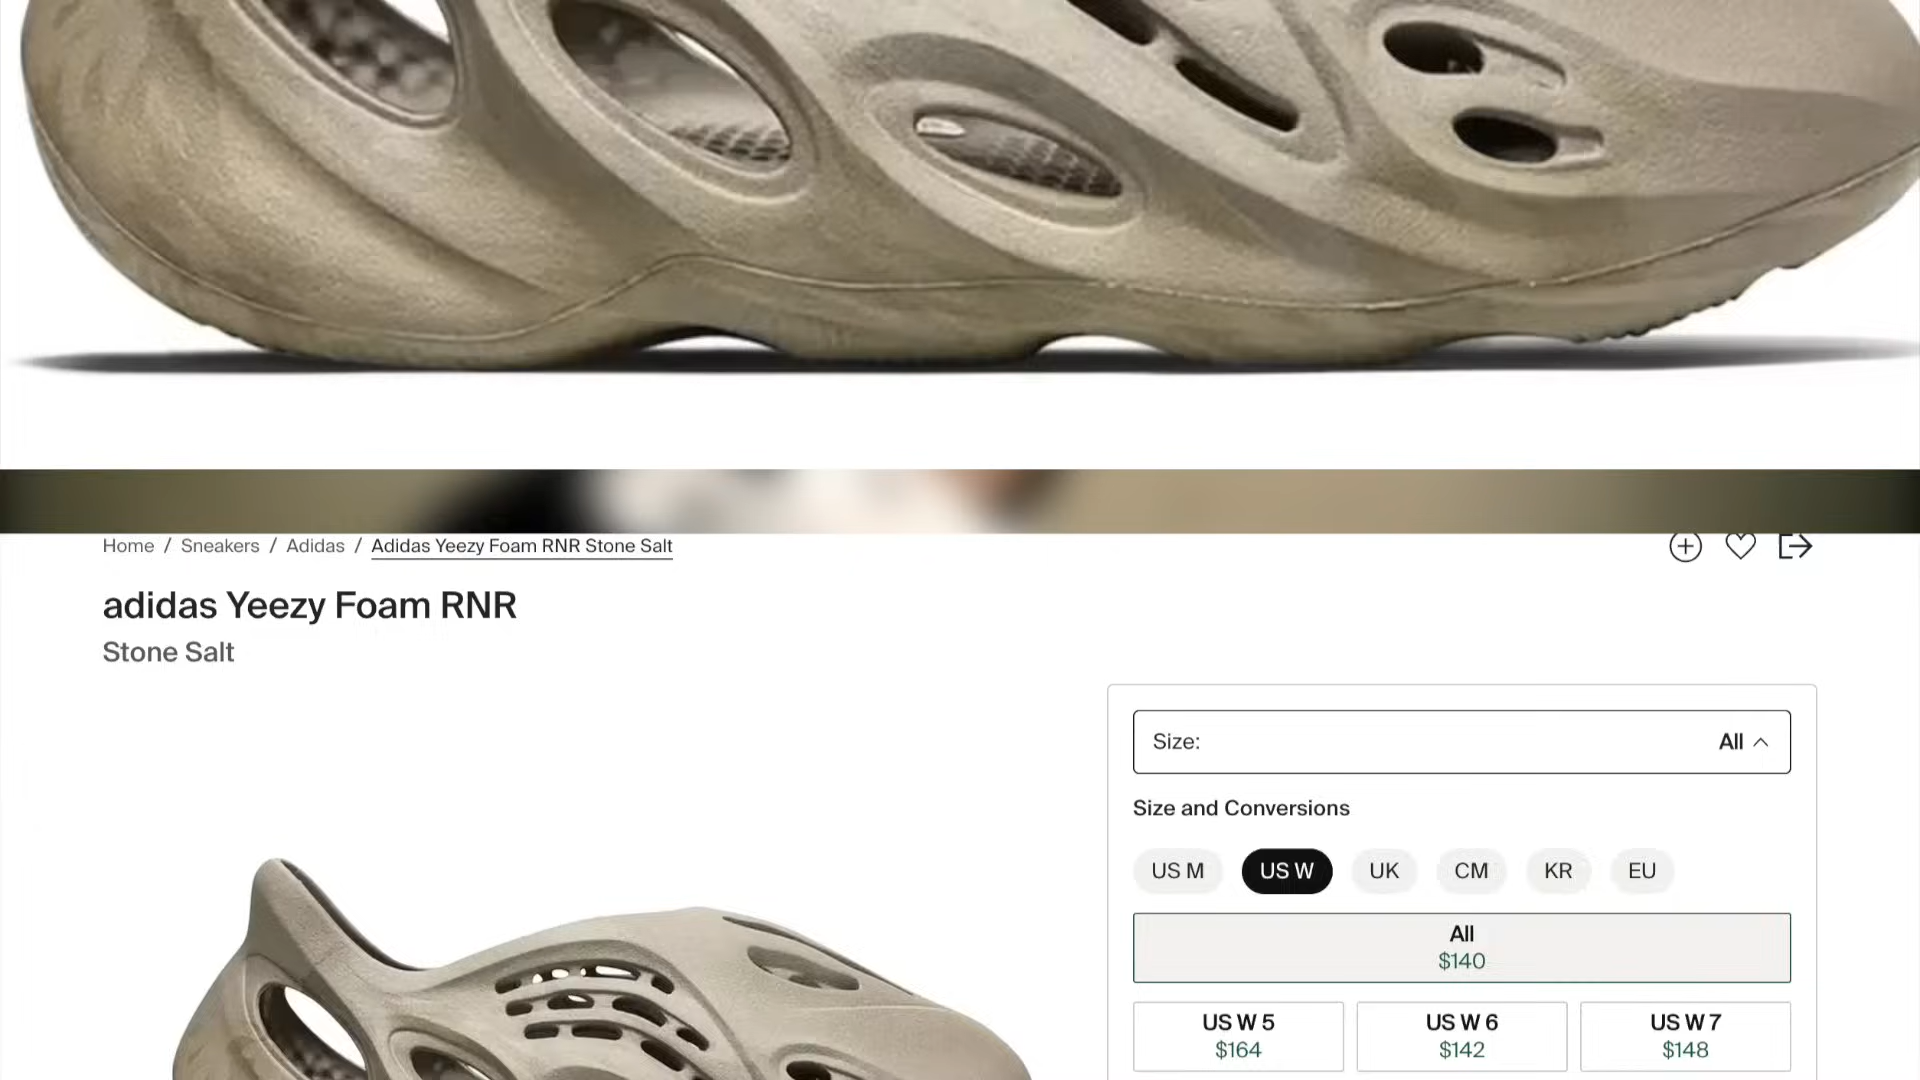 Home / Sneakers / Adidas / Adidas Yeezy Foam RNR Stone Salt
adidas Yeezy Foam RNR
Stone Salt
Size: All
Size and Conversions
US M US W UK CM KR EU
All
$140
US W 5 US W 6 US W 7
$164 $142 $148